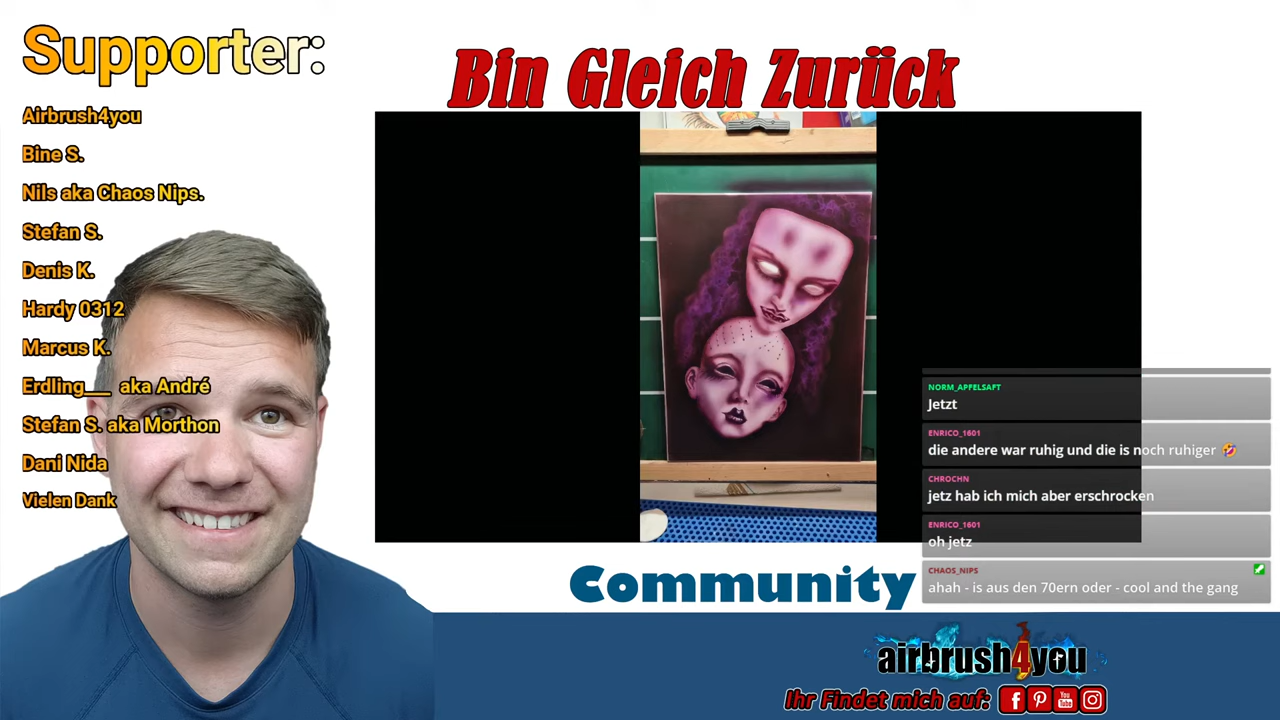 Supporter:
Airbrush4you
Bine S.
Nils aka Chaos Nips.
Stefan S.
Denis K.
Hardy 0312
Marcus K.
Erdling__ aka André
Stefan S. aka Morthon
Dani Nida
Vielen Dank
Bin Gleich Zurück
NORM_APFELSAFT
Jetzt
ENRICO_1601
die andere war ruhig und die is noch ruhiger 🤣
CHROCHN
jetz hab ich mich aber erschrocken
ENRICO_1601
oh jetz
CHAOS_NIPS
ahah - is aus den 70ern oder - cool and the gang
Community
airbrush4you
Ihr Findet mich auf:
You
Tube